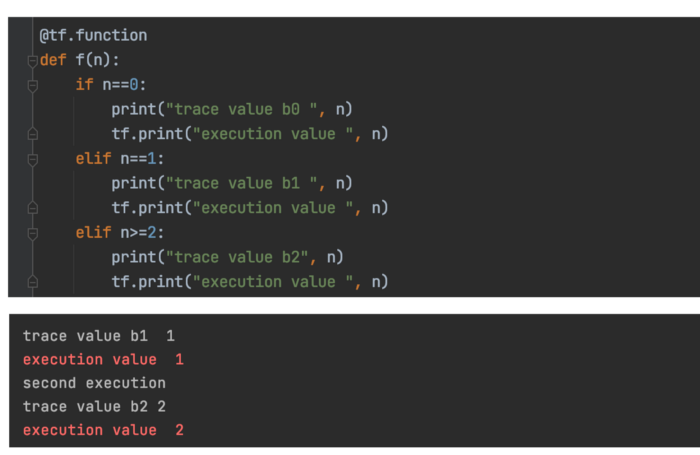 @tf.function
def f(n):
    if n==0:
        print("trace value b0 ", n)
        tf.print("execution value ", n)
    elif n==1:
        print("trace value b1 ", n)
        tf.print("execution value ", n)
    elif n>=2:
        print("trace value b2", n)
        tf.print("execution value ", n)
trace value b1  1
execution value  1
second execution
trace value b2 2
execution value  2